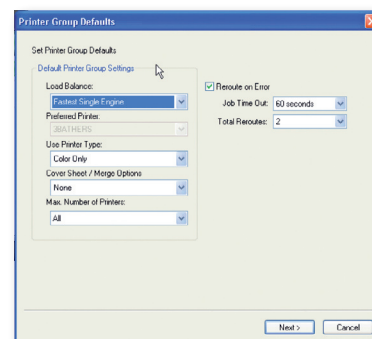 Printer Group Defaults
Set Printer Group Defaults
Default Printer Group Settings
Load Balance:
Fastest Single Engine
Preferred Printer:
JBATHERS
Use Printer Type:
Color Only
Cover Sheet / Merge Options
None
Max. Number of Printers:
All
Reroute on Error
Job Time Out: 60 seconds
Total Reroutes: 2
Next > Cancel